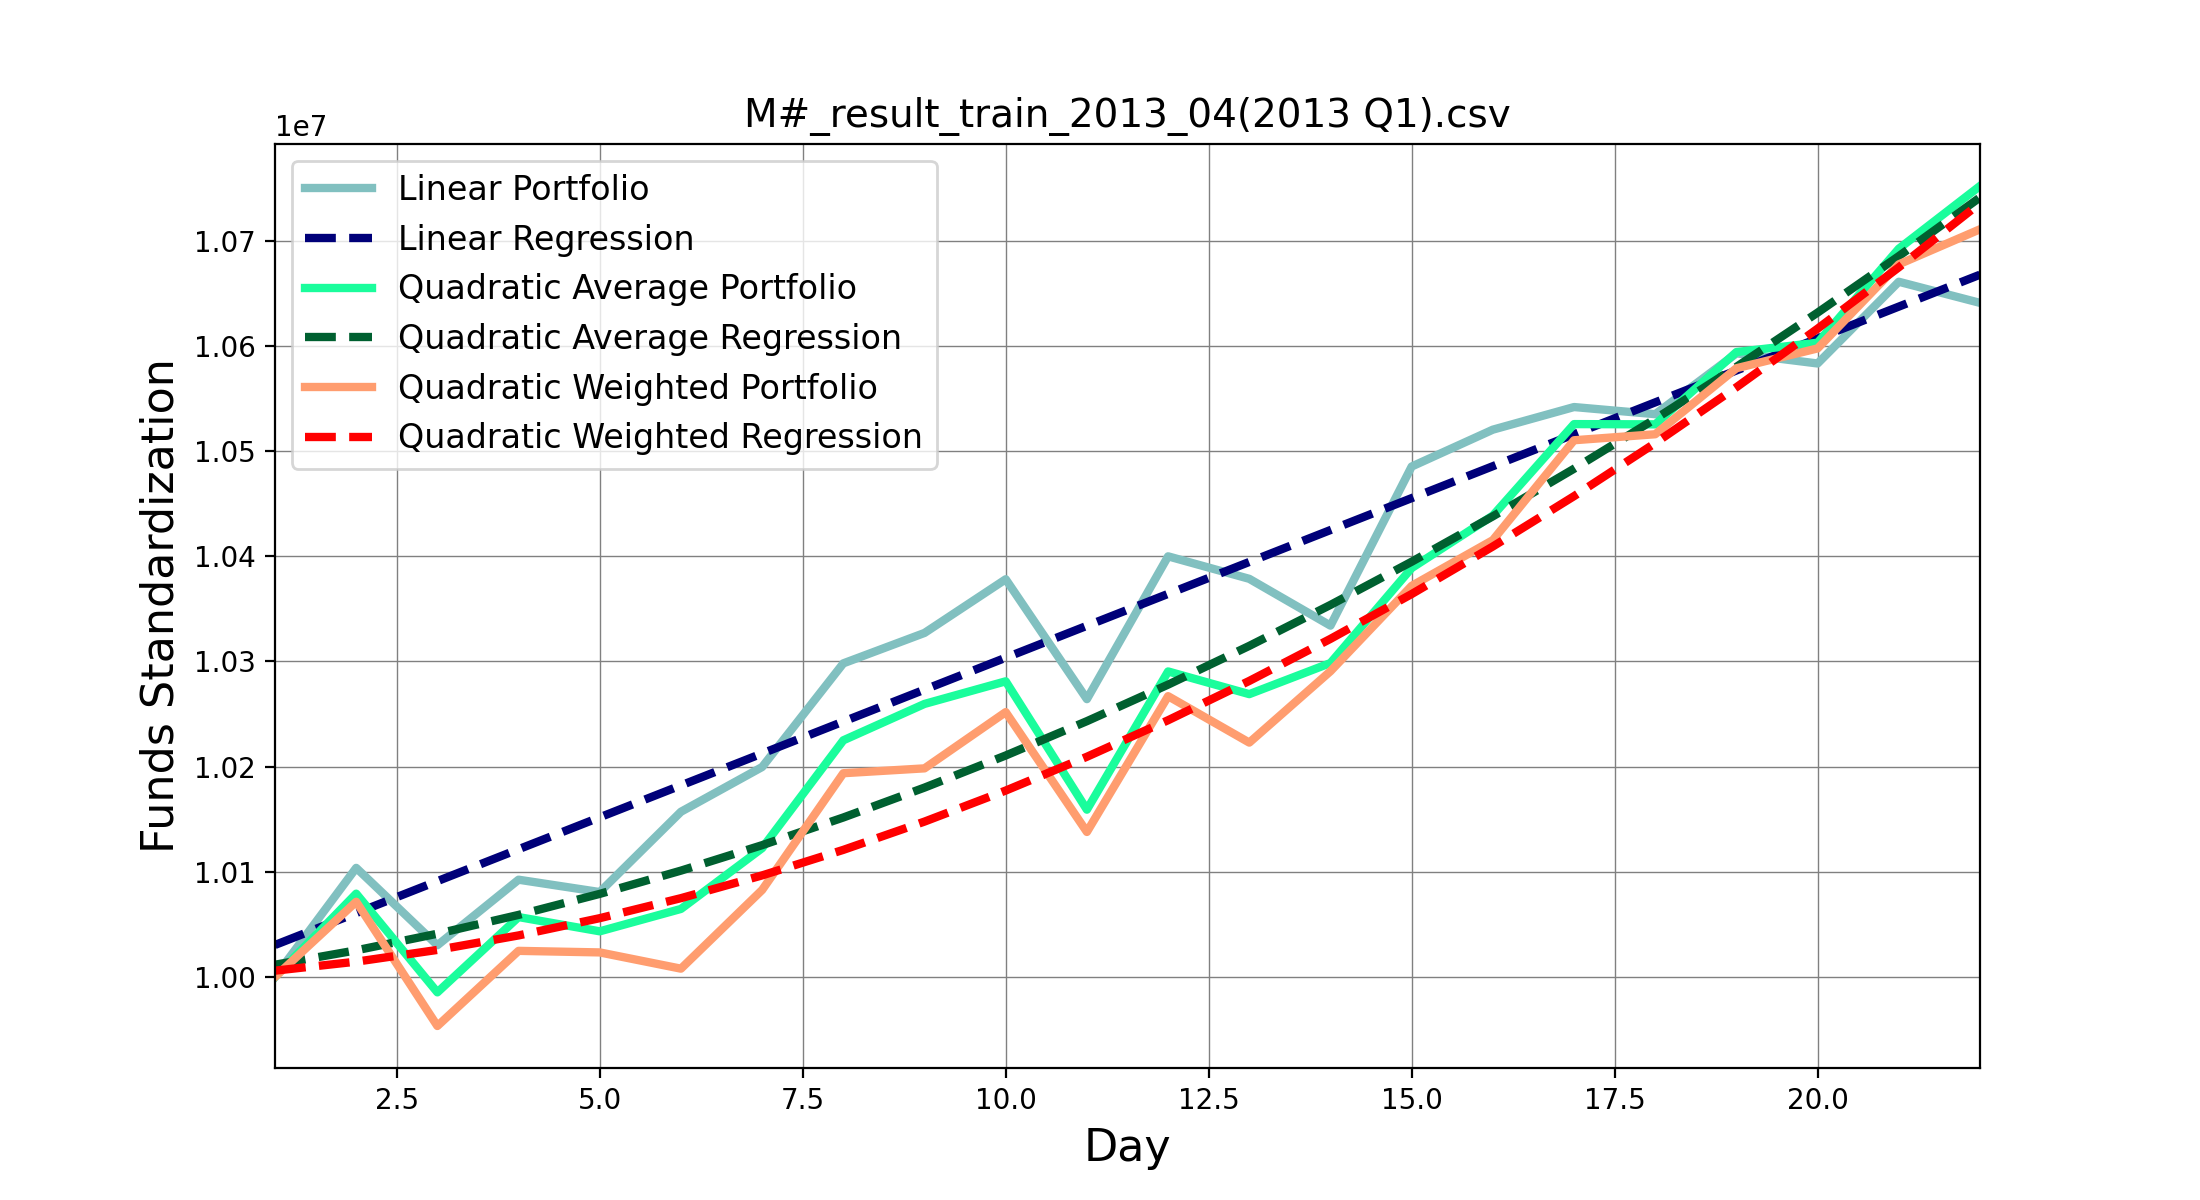 M#_result_train_2013_04(2013 Q1).csv
1e7
Linear Portfolio
Linear Regression
Quadratic Average Portfolio
Quadratic Average Regression
Quadratic Weighted Portfolio
Quadratic Weighted Regression
Funds Standardization
1.07
1.06
1.05
1.04
1.03
1.02
1.01
1.00
2.5 5.0 7.5 10.0 12.5 15.0 17.5 20.0
Day